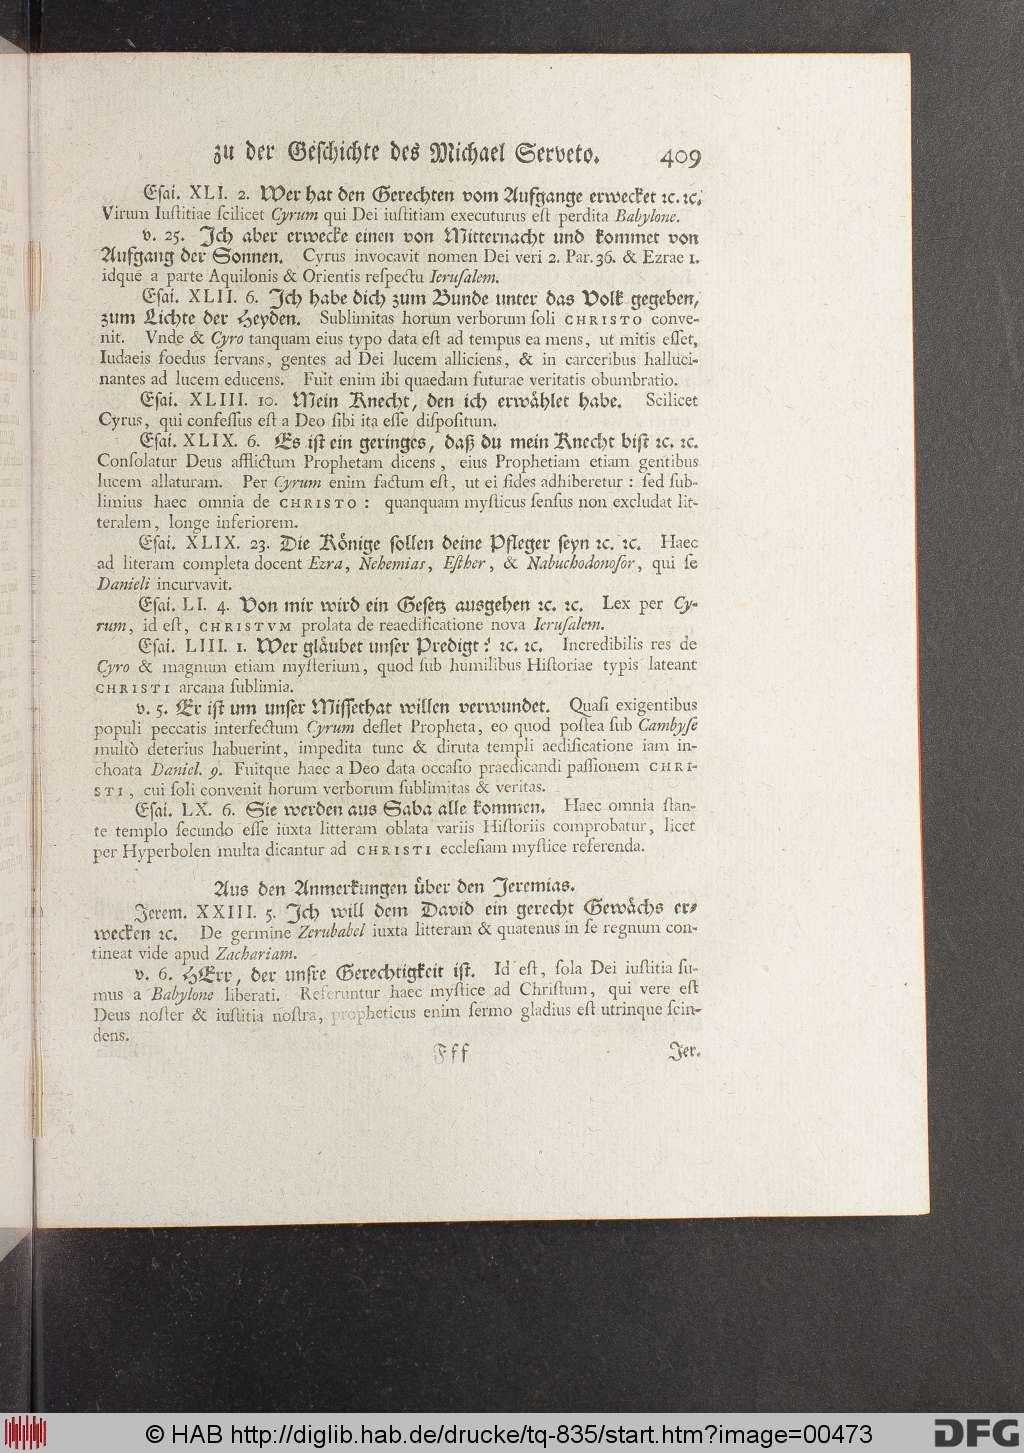 zu der Geſchichte des Michael Serveto. 409
Eſai. XLI. 2. Wer hat den Gerechten vom Aufgange erwecket ꝛc. ꝛc.
Virum Iuſtitiae ſcilicet Cyrum qui Dei iuſtitiam executurus eſt perdita Babylone.
v. 25. Ich aber erwecke einen von Mitternacht und kommet von
Aufgang der Sonnen. Cyrus invocavit nomen Dei veri 2. Par. 36. & Ezrae 1.
idque a parte Aquilonis & Orientis reſpectu Ieruſalem.
Eſai. XLII. 6. Ich habe dich zum Bunde unter das Volk gegeben,
zum Lichte der Heyden. Sublimitas horum verborum ſoli CHRISTO conve-
nit. Vnde & Cyro tanquam eius typo data eſt ad tempus ea mens, ut mitis eſſet,
Iudaeis foedus ſervans, gentes ad Dei lucem alliciens, & in carceribus halluci-
nantes ad lucem educens. Fuit enim ibi quaedam futurae veritatis obumbratio.
Eſai. XLIII. 10. Mein Knecht, den ich erwählet habe. Scilicet
Cyrus, qui confeſſus eſt a Deo ſibi ita eſſe diſpoſitum.
Eſai. XLIX. 6. Es iſt ein geringes, daß du mein Knecht biſt ꝛc. ꝛc.
Conſolatur Deus afflictum Prophetam dicens, eius Prophetiam etiam gentibus
lucem allaturam. Per Cyrum enim factum eſt, ut ei fides adhiberetur: ſed ſub-
limius haec omnia de CHRISTO: quanquam myſticus ſenſus non excludat lit-
teralem, longe inferiorem.
Eſai. XLIX. 23. Die Könige ſollen deine Pfleger ſeyn ꝛc. ꝛc. Haec
ad literam completa docent Ezra, Nehemias, Eſther, & Nabuchodonoſor, qui ſe
Danieli incurvavit.
Eſai. LI. 4. Von mir wird ein Geſetz ausgehen ꝛc. ꝛc. Lex per Cy-
rum, id eſt, CHRISTVM prolata de reaedificatione nova Ieruſalem.
Eſai. LIII. 1. Wer gläubet unſer Predigt? ꝛc. ꝛc. Incredibilis res de
Cyro & magnum etiam myſterium, quod ſub humilibus Hiſtoriae typis lateant
CHRISTI arcana ſublimia.
v. 5. Er iſt um unſer Miſſethat willen verwundet. Quaſi exigentibus
populi peccatis interfectum Cyrum deflet Propheta, eo quod poſtea ſub Cambyſe
multò deterius habuerint, impedita tunc & diruta templi aedificatione iam in-
choata Daniel. 9. Fuitque haec a Deo data occaſio praedicandi paſſionem CHRI-
STI, cui ſoli convenit horum verborum ſublimitas & veritas.
Eſai. LX. 6. Sie werden aus Saba alle kommen. Haec omnia ſtan-
te templo ſecundo eſſe iuxta litteram oblata variis Hiſtoriis comprobatur, licet
per Hyperbolen multa dicantur ad CHRISTI eccleſiam myſtice referenda.
Aus den Anmerkungen über den Jeremias.
Jerem. XXIII. 5. Ich will dem David ein gerecht Gewächs er-
wecken ꝛc. De germine Zerubabel iuxta litteram & quatenus in ſe regnum con-
tineat vide apud Zachariam.
v. 6. HErr, der unſre Gerechtigkeit iſt. Id eſt, ſola Dei iuſtitia ſu-
mus a Babylone liberati. Referuntur haec myſtice ad Chriſtum, qui vere eſt
Deus noſter & iuſtitia noſtra, propheticus enim ſermo gladius eſt utrinque ſcin-
dens.
Fff Jer.
© HAB http://diglib.hab.de/drucke/tq-835/start.htm?image=00473
DFG